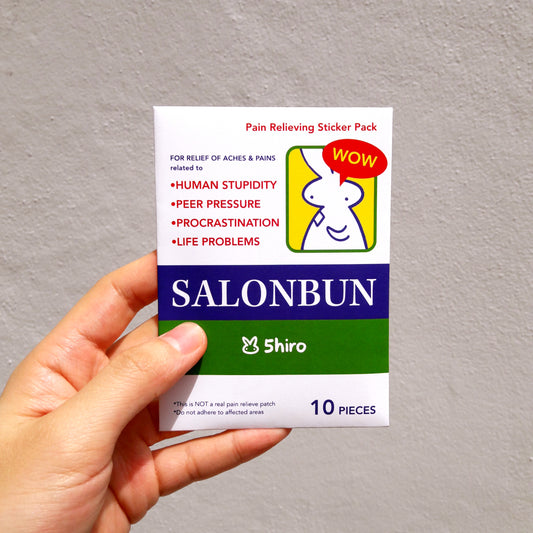 Pain Relieving Sticker Pack
FOR RELIEF OF ACHES & PAINS
related to
WOW
•HUMAN STUPIDITY
•PEER PRESSURE
•PROCRASTINATION
•LIFE PROBLEMS
SALONBUN
5hiro
*This is NOT a real pain relieve patch
*Do not adhere to affected areas
10 PIECES